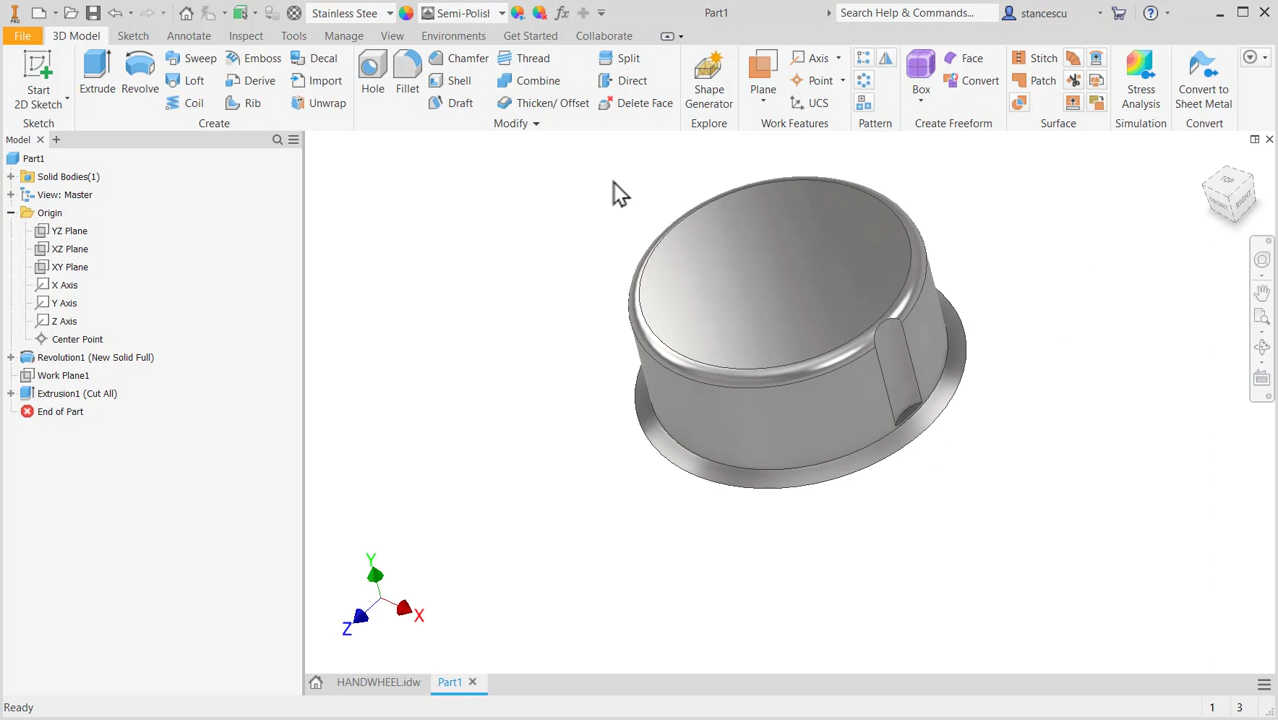 Stainless Stee
Semi-Polisl
Part1
Search Help & Commands...
stancescu
PRO
File
3D Model
Sketch
Annotate
Inspect
Tools
Manage
View
Environments
Get Started
Collaborate
Start
2D Sketch
Sketch
Extrude
Revolve
Sweep
Loft
Coil
Emboss
Derive
Rib
Decal
Import
Unwrap
Create
Hole
Fillet
Chamfer
Shell
Draft
Thread
Combine
Thicken/ Offset
Split
Direct
Delete Face
Modify
Shape
Generator
Explore
Plane
Axis
Point
UCS
Work Features
Pattern
Box
Face
Convert
Create Freeform
Stitch
Patch
Surface
Stress
Analysis
Simulation
Convert to
Sheet Metal
Convert
Model
Part1
Solid Bodies(1)
View: Master
Origin
YZ Plane
XZ Plane
XY Plane
X Axis
Y Axis
Z Axis
Center Point
Revolution1 (New Solid Full)
Work Plane1
Extrusion1 (Cut All)
End of Part
TOP
FRONT
RIGHT
Y
X
Z
HANDWHEEL.idw
Part1
Ready
1
3